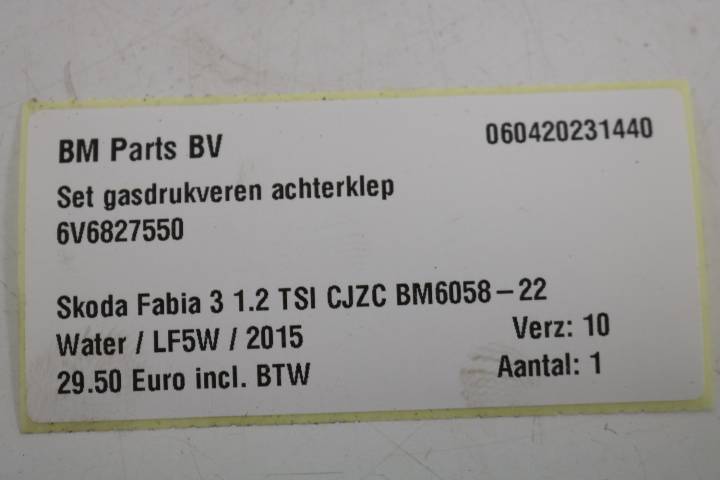 BM Parts BV 060420231440
Set gasdrukveren achterklep
6V6827550
Skoda Fabia 3 1.2 TSI CJZC BM6058-22
Water / LF5W / 2015 Verz: 10
29.50 Euro incl. BTW Aantal: 1